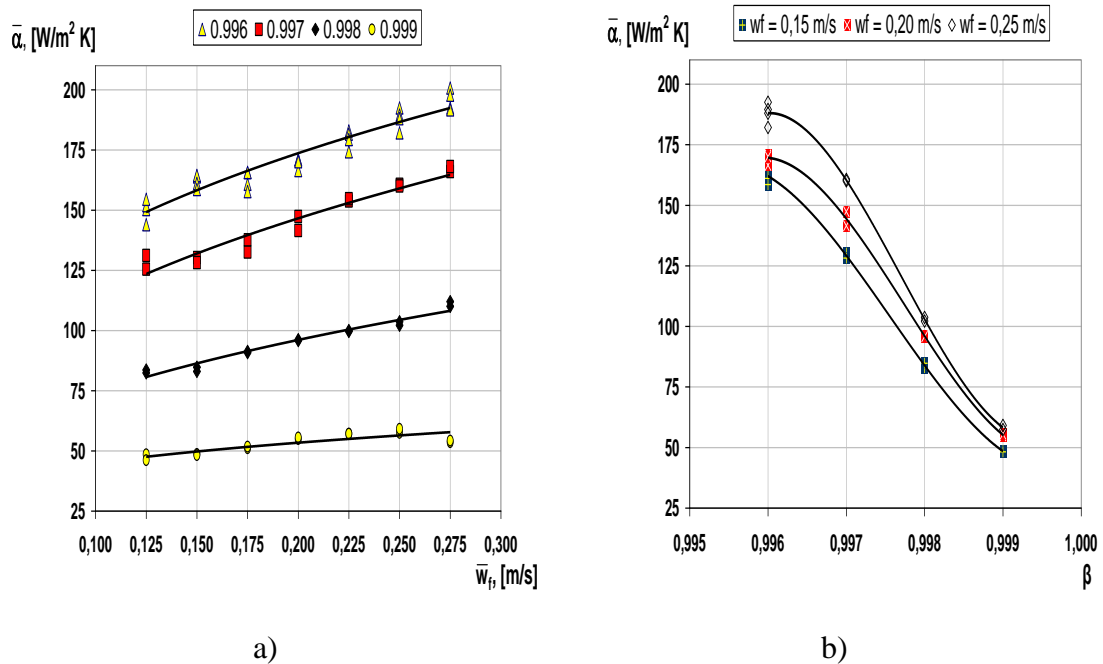 0.996 0.997 0.998 0.999
ᾱ, [W/m² K]
200
175
150
125
100
75
50
25
0,100 0,125 0,150 0,175 0,200 0,225 0,250 0,275 0,300
w̄f, [m/s]
a)
wf = 0,15 m/s wf = 0,20 m/s wf = 0,25 m/s
ᾱ, [W/m² K]
200
175
150
125
100
75
50
25
0,995 0,996 0,997 0,998 0,999 1,000
β
b)